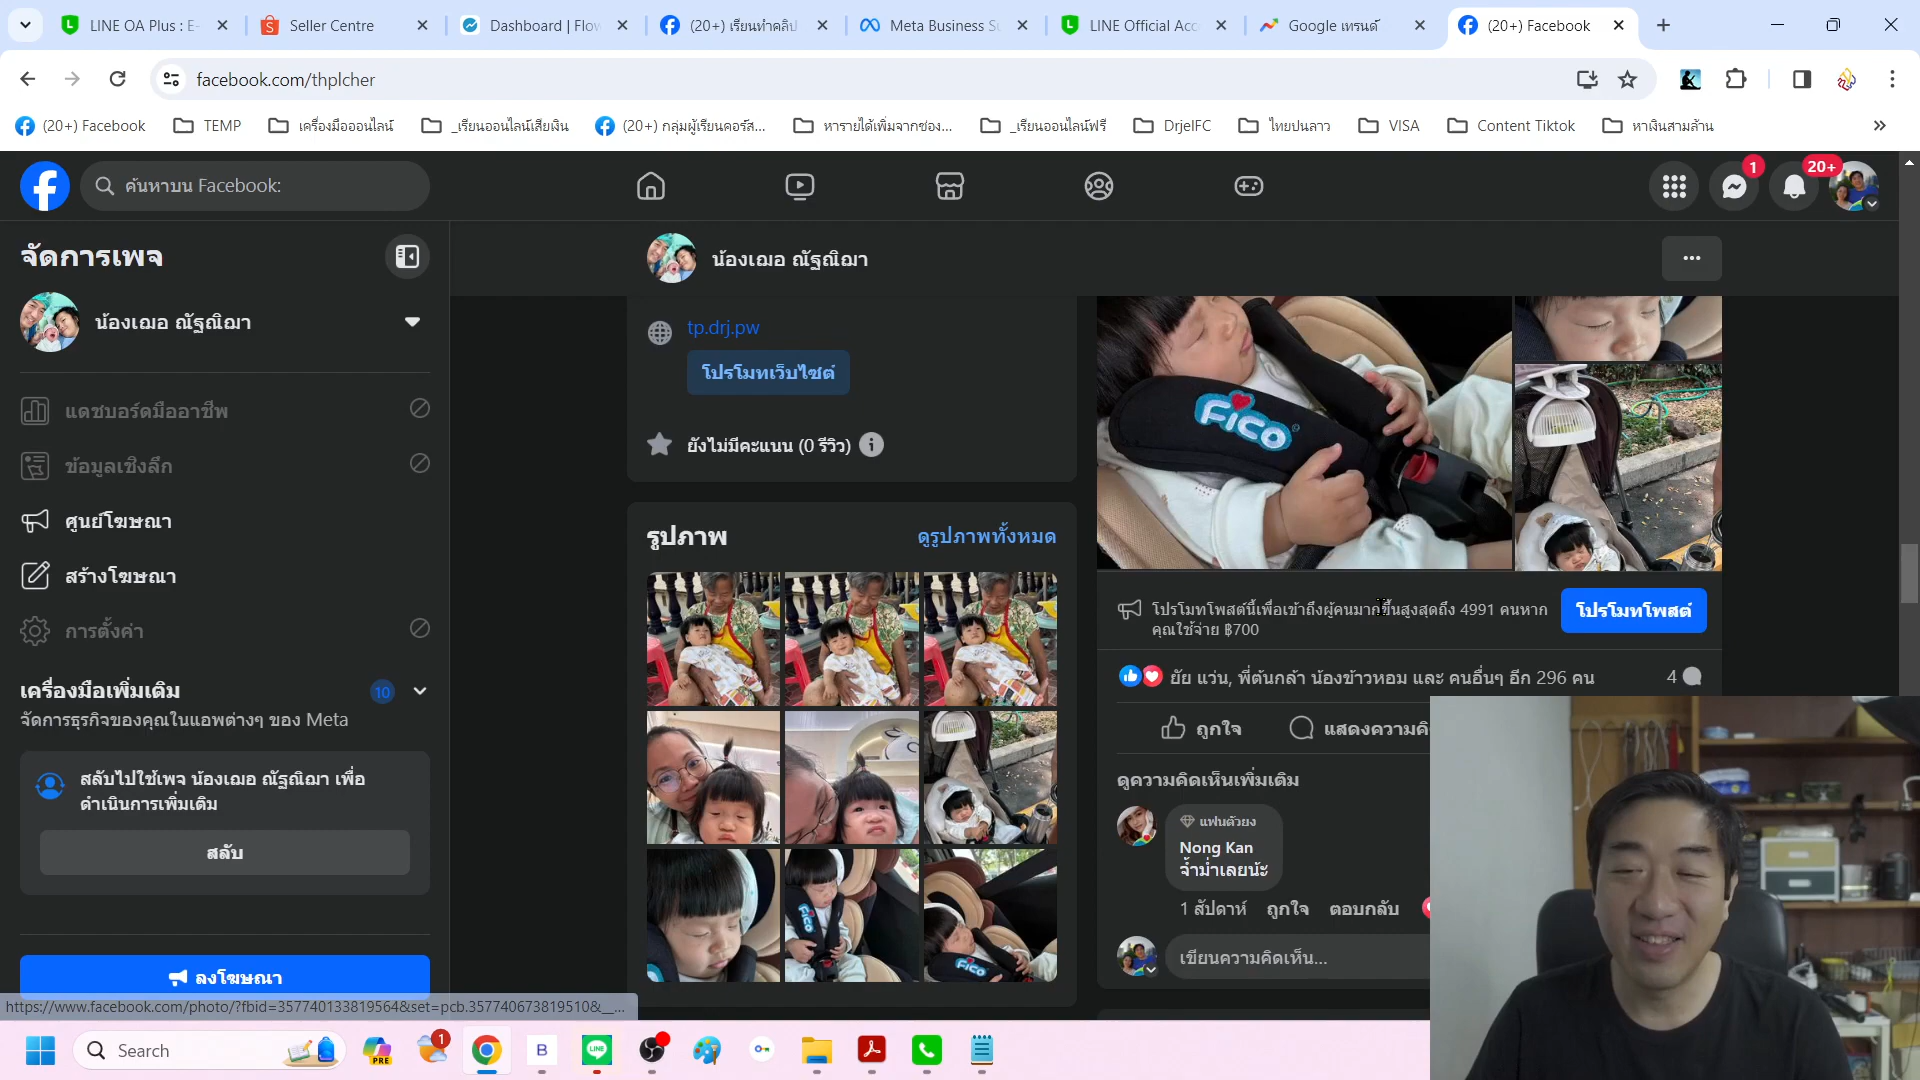 LINE OA Plus : E-
Seller Centre
Dashboard | Flow
(20+) เรียนทำคลิป
Meta Business Su
LINE Official Acc
Google เทรนด์
(20+) Facebook
facebook.com/thplcher
(20+) Facebook
TEMP
เครื่องมือออนไลน์
_เรียนออนไลน์เสียเงิน
(20+) กลุ่มผู้เรียนคอร์ส...
หารายได้เพิ่มจากช่อง...
_เรียนออนไลน์ฟรี
DrjeIFC
ไทยปนลาว
VISA
Content Tiktok
หาเงินสามล้าน
ค้นหาบน Facebook:
1
20+
จัดการเพจ
น้องเฌอ ณัฐณิฌา
แดชบอร์ดมืออาชีพ
ข้อมูลเชิงลึก
ศูนย์โฆษณา
สร้างโฆษณา
การตั้งค่า
เครื่องมือเพิ่มเติม
10
จัดการธุรกิจของคุณในแอพต่างๆ ของ Meta
สลับไปใช้เพจ น้องเฌอ ณัฐณิฌา เพื่อ
ดำเนินการเพิ่มเติม
สลับ
ลงโฆษณา
https://www.facebook.com/photo/?fbid=357740133819564&set=pcb.357740673819510&__...
น้องเฌอ ณัฐณิฌา
tp.drj.pw
โปรโมทเว็บไซต์
ยังไม่มีคะแนน (0 รีวิว)
รูปภาพ
ดูรูปภาพทั้งหมด
FICO
FICO
FICO
โปรโมทโพสต์นี้เพื่อเข้าถึงผู้คนมากขึ้นสูงสุดถึง 4991 คนหาก
คุณใช้จ่าย ฿700
โปรโมทโพสต์
ยัย แว่น, พี่ต้นกล้า น้องข้าวหอม และ คนอื่นๆ อีก 296 คน
4
ถูกใจ
ดูความคิดเห็นเพิ่มเติม
แฟนตัวยง
Nong Kan
จ้ำม่ำเลยน้ะ
1 สัปดาห์
ถูกใจ
ตอบกลับ
เขียนความคิดเห็น...
Search
PRE
1
B